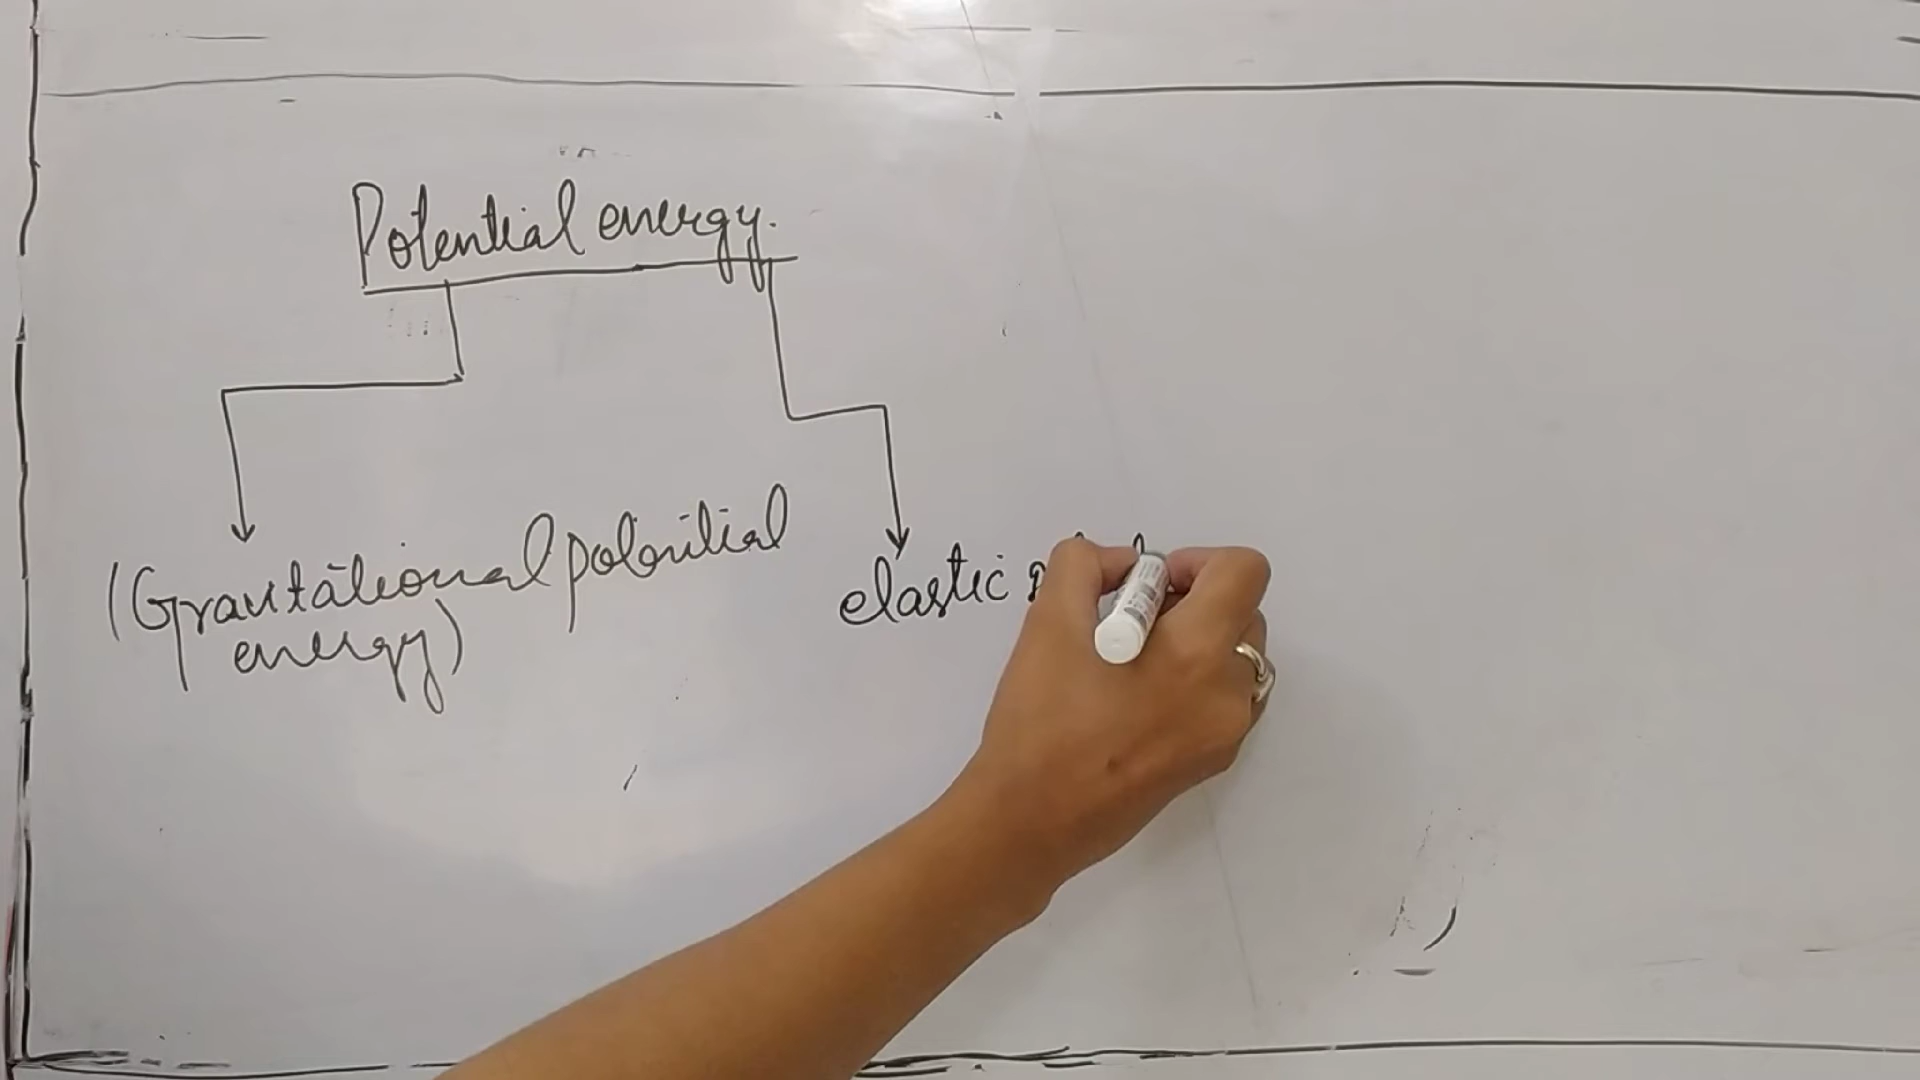 Potential energy.
(Gravitational potential
energy)
elastic